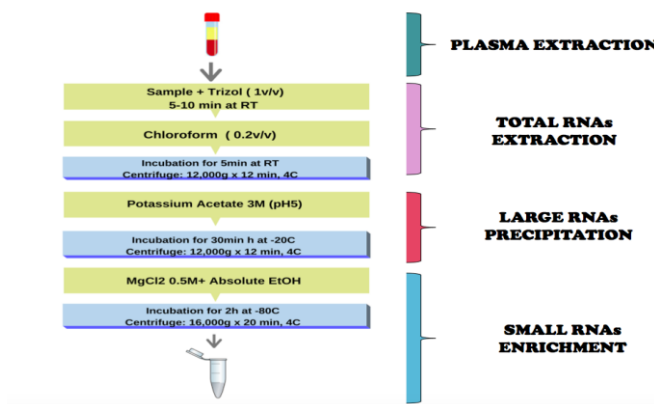 PLASMA EXTRACTION
Sample + Trizol ( 1v/v)
5-10 min at RT
Chloroform ( 0.2v/v)
Incubation for 5min at RT
Centrifuge: 12,000g x 12 min, 4C
TOTAL RNAs
EXTRACTION
Potassium Acetate 3M (pH5)
Incubation for 30min h at -20C
Centrifuge: 12,000g x 12 min, 4C
LARGE RNAs
PRECIPITATION
MgCl2 0.5M+ Absolute EtOH
Incubation for 2h at -80C
Centrifuge: 16,000g x 20 min, 4C
SMALL RNAs
ENRICHMENT